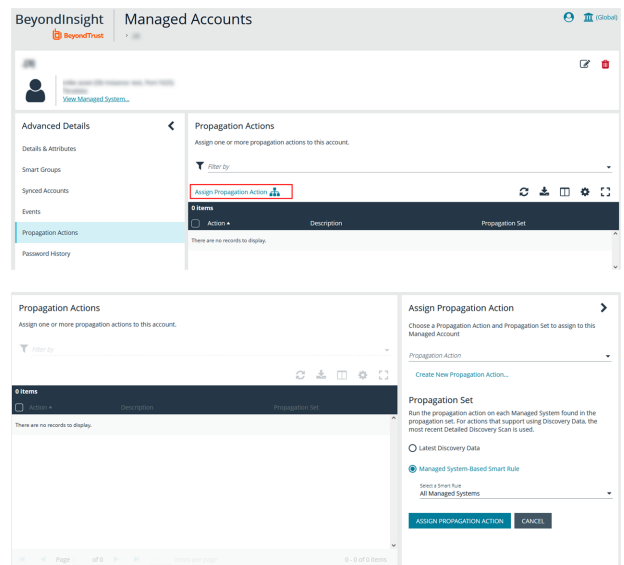 BeyondInsight
BeyondTrust
Managed Accounts
(Global)
View Managed System...
Advanced Details
Details & Attributes
Smart Groups
Synced Accounts
Events
Propagation Actions
Password History
Propagation Actions
Assign one or more propagation actions to this account.
Filter by
Assign Propagation Action
0 items
Action Description Propagation Set
There are no records to display.
Propagation Actions
Assign one or more propagation actions to this account.
Filter by
0 items
Action Description Propagation Set
There are no records to display.
Page of 0 items per page 0 - 0 of 0 items
Assign Propagation Action
Choose a Propagation Action and Propagation Set to assign to this
Managed Account
Propagation Action
Create New Propagation Action...
Propagation Set
Run the propagation action on each Managed System found in the
propagation set. For actions that support using Discovery Data, the
most recent Detailed Discovery Scan is used.
Latest Discovery Data
Managed System-Based Smart Rule
Select a Smart Rule
All Managed Systems
ASSIGN PROPAGATION ACTION CANCEL